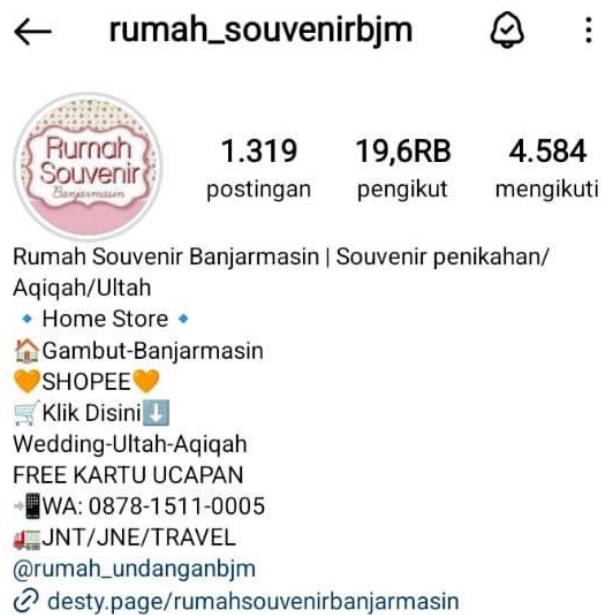 rumah_souvenirbjm
Rumah
Souvenir
Banjarmasin
1.319 19,6RB 4.584
postingan pengikut mengikuti
Rumah Souvenir Banjarmasin | Souvenir penikahan/
Aqiqah/Ultah
🔹 Home Store 🔹
🏠Gambut-Banjarmasin
🧡SHOPEE🧡
🛒Klik Disini⬇️
Wedding-Ultah-Aqiqah
FREE KARTU UCAPAN
📲WA: 0878-1511-0005
🚛JNT/JNE/TRAVEL
@rumah_undanganbjm
desty.page/rumahsouvenirbanjarmasin